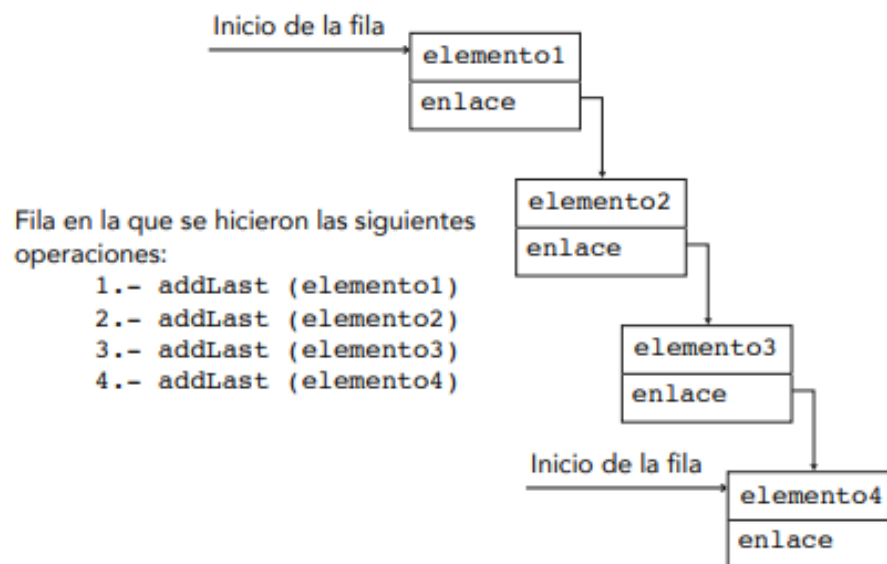 Inicio de la fila
elemento1
enlace
elemento2
enlace
Fila en la que se hicieron las siguientes
operaciones:
1.- addLast (elemento1)
2.- addLast (elemento2)
3.- addLast (elemento3)
4.- addLast (elemento4)
elemento3
enlace
Inicio de la fila
elemento4
enlace